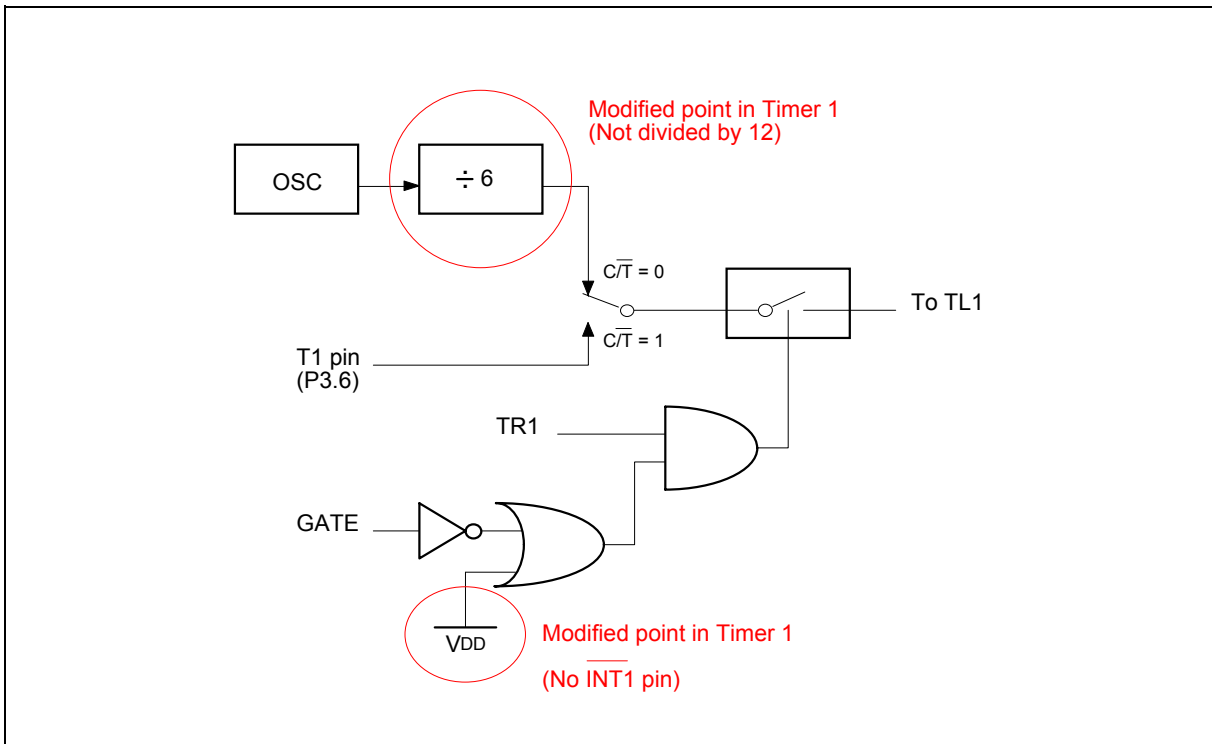 Modified point in Timer 1
(Not divided by 12)
OSC
÷ 6
C/T̅ = 0
To TL1
C/T̅ = 1
T1 pin
(P3.6)
TR1
GATE
VDD
Modified point in Timer 1
(No I̅N̅T̅1̅ pin)